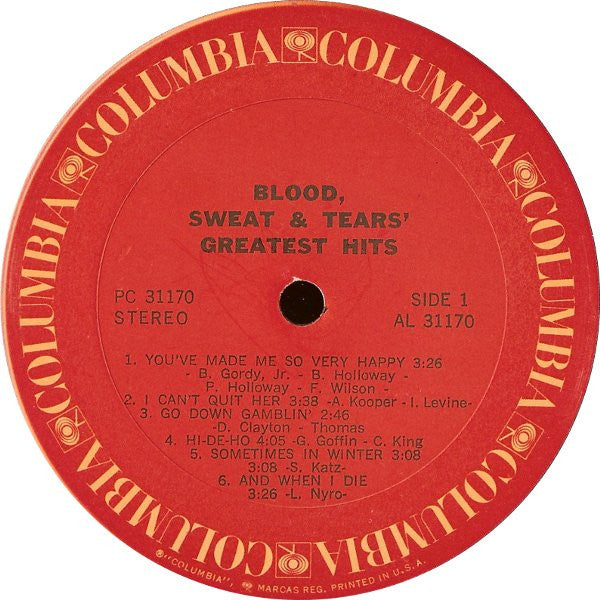 COLUMBIA COLUMBIA COLUMBIA COLUMBIA COLUMBIA COLUMBIA COLUMBIA
BLOOD,
SWEAT & TEARS'
GREATEST HITS
PC 31170
STEREO
SIDE 1
AL 31170
1. YOU'VE MADE ME SO VERY HAPPY 3:26
- B. Gordy, Jr. - B. Holloway -
P. Holloway - F. Wilson -
2. I CAN'T QUIT HER 3:38 -A. Kooper - I. Levine-
3. GO DOWN GAMBLIN' 2:46
-D. Clayton - Thomas
4. HI-DE-HO 4:05 -G. Goffin - C. King
5. SOMETIMES IN WINTER 3:08
3:08 -S. Katz-
6. AND WHEN I DIE
3:26 -L. Nyro-
℗"COLUMBIA", MARCAS REG. PRINTED IN U.S.A.